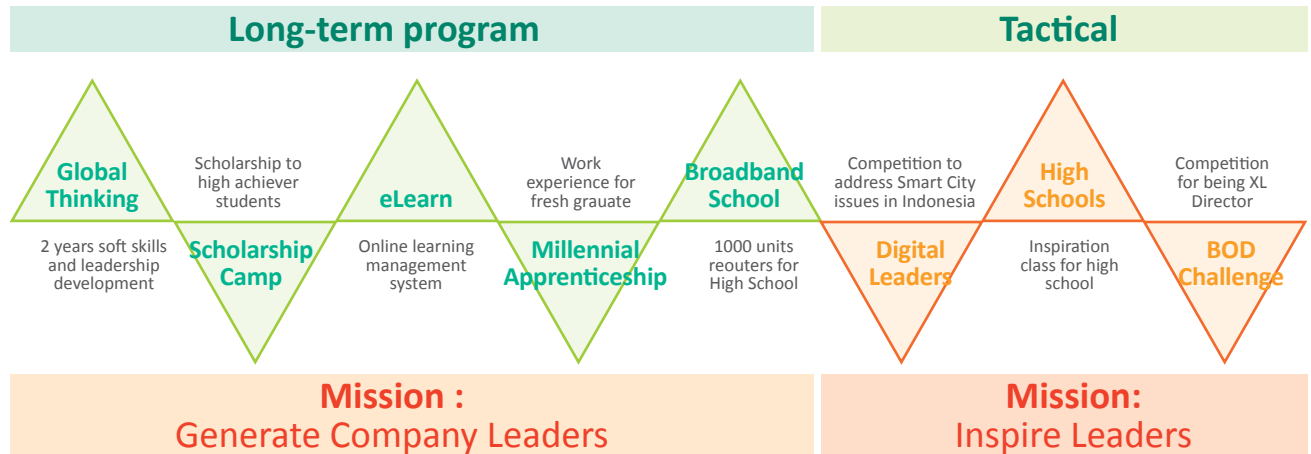 Long-term program
Tactical
Global
Thinking
2 years soft skills
and leadership
development
Scholarship to
high achiever
students
Scholarship
Camp
eLearn
Online learning
management
system
Work
experience for
fresh grauate
Millennial
Apprenticeship
Broadband
School
1000 units
reouters for
High School
Competition to
address Smart City
issues in Indonesia
Digital
Leaders
High
Schools
Inspiration
class for high
school
Competition
for being XL
Director
BOD
Challenge
Mission :
Generate Company Leaders
Mission:
Inspire Leaders